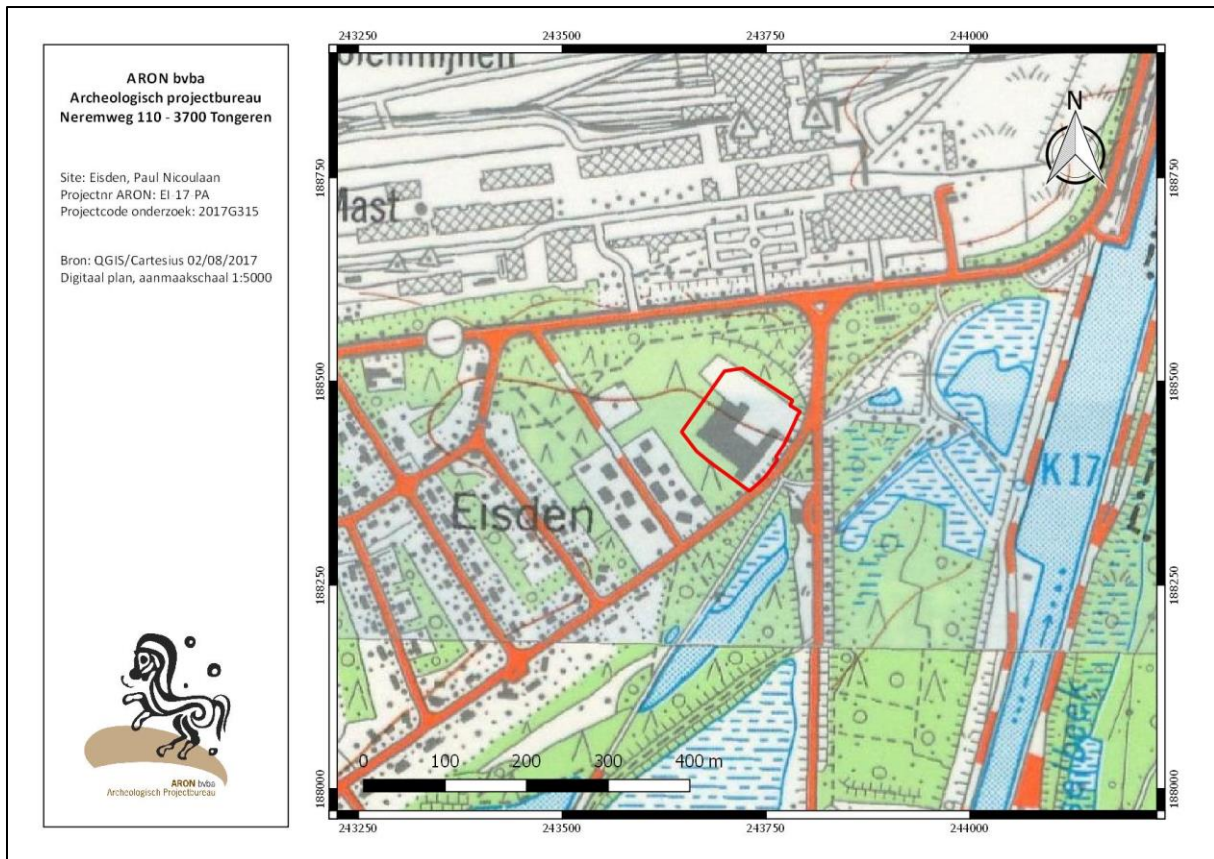 ARON bvba
Archeologisch projectbureau
Neremweg 110 - 3700 Tongeren
Site: Eisden, Paul Nicoulaan
Projectnr ARON: EI-17-PA
Projectcode onderzoek: 2017G315
Bron: QGIS/Cartesius 02/08/2017
Digitaal plan, aanmaakschaal 1:5000
ARON bvba
Archeologisch Projectbureau
243250
243500
243750
244000
188750
188500
188250
188000
188750
188500
188250
188000
N
Mast
Eisden
K 17
0
100
200
300
400 m
243250
243500
243750
244000